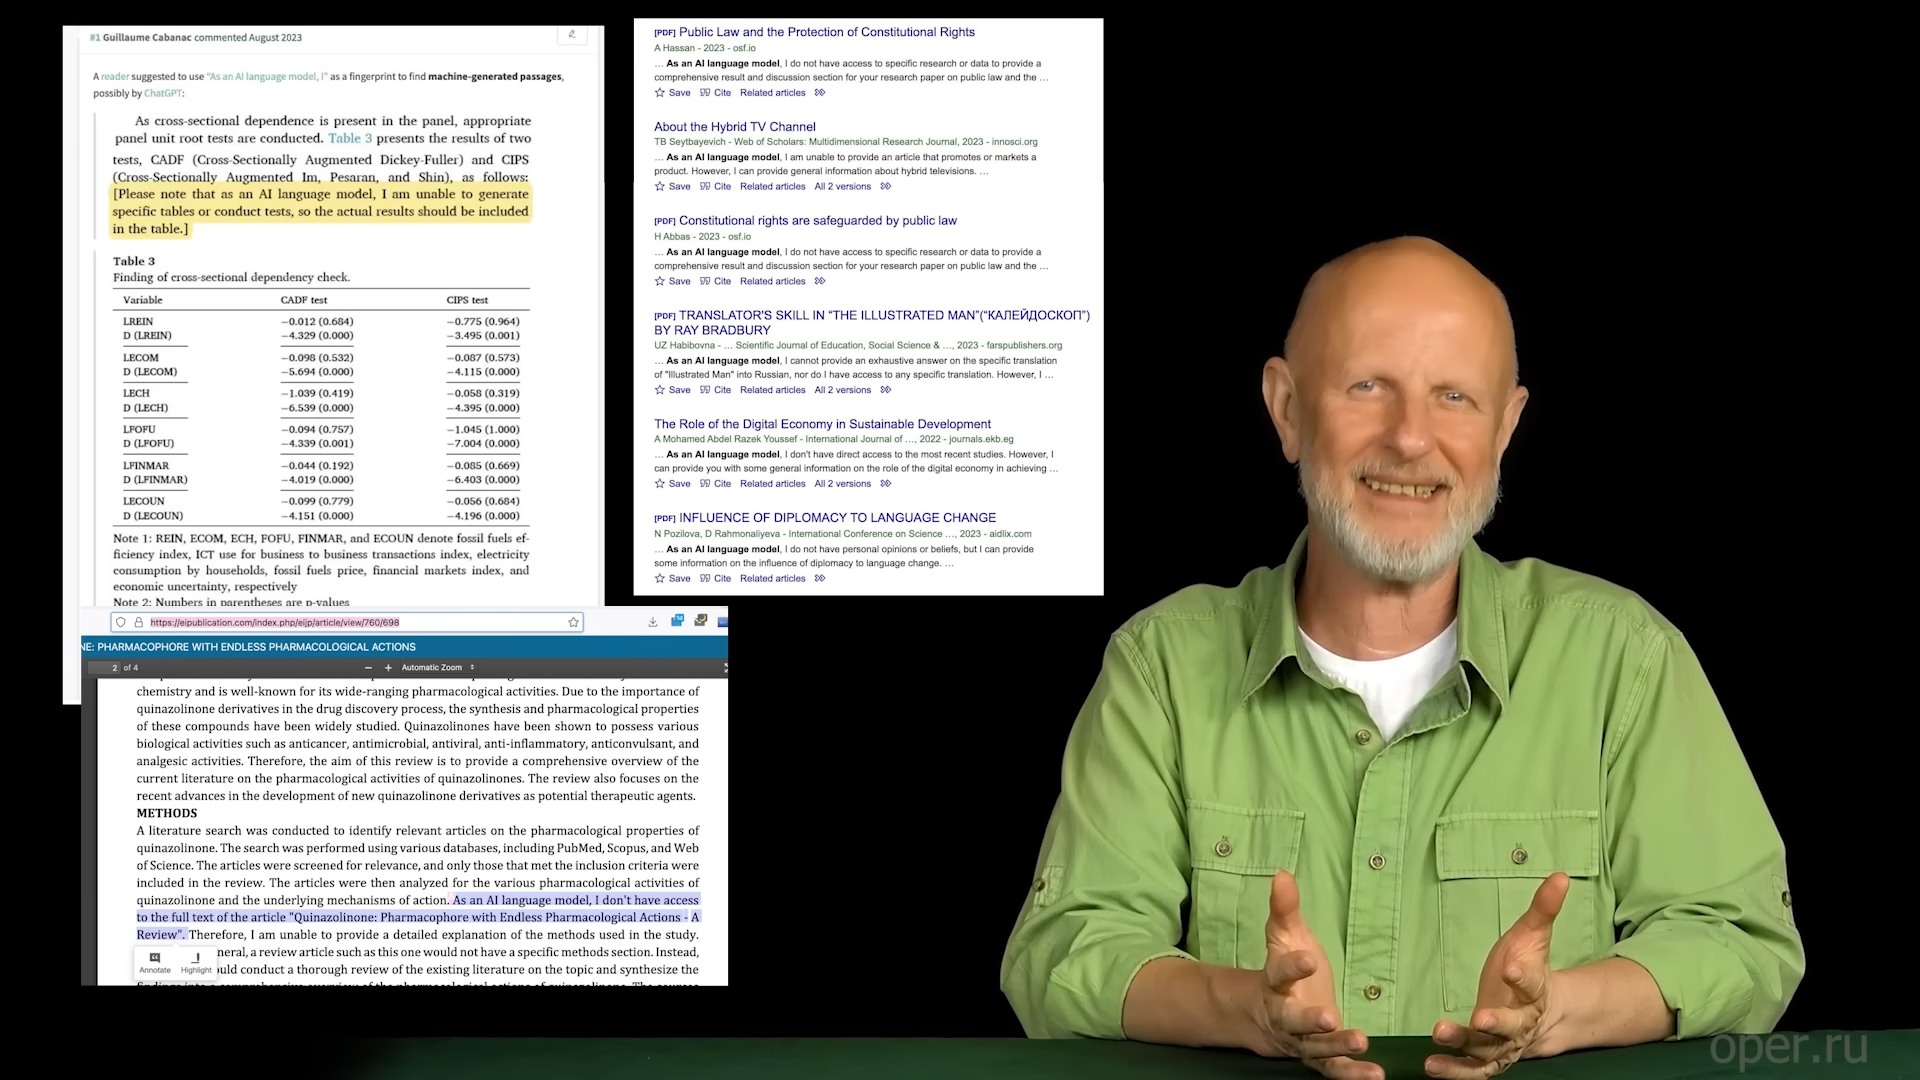 #1 Guillaume Cabanac commented August 2023
A reader suggested to use "As an AI language model, I" as a fingerprint to find machine-generated passages,
possibly by ChatGPT:
As cross-sectional dependence is present in the panel, appropriate
panel unit root tests are conducted. Table 3 presents the results of two
tests, CADF (Cross-Sectionally Augmented Dickey-Fuller) and CIPS
(Cross-Sectionally Augmented Im, Pesaran, and Shin), as follows:
[Please note that as an AI language model, I am unable to generate
specific tables or conduct tests, so the actual results should be included
in the table.]
Table 3
Finding of cross-sectional dependency check.
Variable CADF test CIPS test
LREIN −0.012 (0.684) −0.775 (0.964)
D (LREIN) −4.329 (0.000) −3.495 (0.001)
LECOM −0.098 (0.532) −0.087 (0.573)
D (LECOM) −5.694 (0.000) −4.115 (0.000)
LECH −1.039 (0.419) −0.058 (0.319)
D (LECH) −6.539 (0.000) −4.395 (0.000)
LFOFU −0.094 (0.757) −1.045 (1.000)
D (LFOFU) −4.339 (0.001) −7.004 (0.000)
LFINMAR −0.044 (0.192) −0.085 (0.669)
D (LFINMAR) −4.019 (0.000) −6.403 (0.000)
LECOUN −0.099 (0.779) −0.056 (0.684)
D (LECOUN) −4.151 (0.000) −4.196 (0.000)
Note 1: REIN, ECOM, ECH, FOFU, FINMAR, and ECOUN denote fossil fuels ef-
ficiency index, ICT use for business to business transactions index, electricity
consumption by households, fossil fuels price, financial markets index, and
economic uncertainty, respectively
Note 2: Numbers in parentheses are p-values
[PDF] Public Law and the Protection of Constitutional Rights
A Hassan - 2023 - osf.io
... As an AI language model, I do not have access to specific research or data to provide a
comprehensive result and discussion section for your research paper on public law and the ...
Save Cite Related articles
About the Hybrid TV Channel
TB Seytbayevich - Web of Scholars: Multidimensional Research Journal, 2023 - innosci.org
... As an AI language model, I am unable to provide an article that promotes or markets a
product. However, I can provide general information about hybrid televisions. ...
Save Cite Related articles All 2 versions
[PDF] Constitutional rights are safeguarded by public law
H Abbas - 2023 - osf.io
... As an AI language model, I do not have access to specific research or data to provide a
comprehensive result and discussion section for your research paper on public law and the ...
Save Cite Related articles
[PDF] TRANSLATOR'S SKILL IN “THE ILLUSTRATED MAN”(“КАЛЕЙДОСКОП”)
BY RAY BRADBURY
UZ Habibovna - ... Scientific Journal of Education, Social Science & ..., 2023 - farspublishers.org
... As an AI language model, I cannot provide an exhaustive answer on the specific translation
of "Illustrated Man" into Russian, nor do I have access to any specific translation. However, I ...
Save Cite Related articles All 2 versions
The Role of the Digital Economy in Sustainable Development
A Mohamed Abdel Razek Youssef - International Journal of ..., 2022 - journals.ekb.eg
... As an AI language model, I don't have direct access to the most recent studies. However, I
can provide you with some general information on the role of the digital economy in achieving ...
Save Cite Related articles All 2 versions
[PDF] INFLUENCE OF DIPLOMACY TO LANGUAGE CHANGE
N Pozilova, D Rahmonaliyeva - International Conference on Science ..., 2023 - aidlix.com
... As an AI language model, I do not have personal opinions or beliefs, but I can provide
some information on the influence of diplomacy to language change. ...
Save Cite Related articles
https://eipublication.com/index.php/eijp/article/view/760/698
NE: PHARMACOPHORE WITH ENDLESS PHARMACOLOGICAL ACTIONS
2 of 4 − + Automatic Zoom
chemistry and is well-known for its wide-ranging pharmacological activities. Due to the importance of
quinazolinone derivatives in the drug discovery process, the synthesis and pharmacological properties
of these compounds have been widely studied. Quinazolinones have been shown to possess various
biological activities such as anticancer, antimicrobial, antiviral, anti-inflammatory, anticonvulsant, and
analgesic activities. Therefore, the aim of this review is to provide a comprehensive overview of the
current literature on the pharmacological activities of quinazolinones. The review also focuses on the
recent advances in the development of new quinazolinone derivatives as potential therapeutic agents.
METHODS
A literature search was conducted to identify relevant articles on the pharmacological properties of
quinazolinone. The search was performed using various databases, including PubMed, Scopus, and Web
of Science. The articles were screened for relevance, and only those that met the inclusion criteria were
included in the review. The articles were then analyzed for the various pharmacological activities of
quinazolinone and the underlying mechanisms of action. As an AI language model, I don't have access
to the full text of the article "Quinazolinone: Pharmacophore with Endless Pharmacological Actions - A
Review". Therefore, I am unable to provide a detailed explanation of the methods used in the study.
neral, a review article such as this one would not have a specific methods section. Instead,
uld conduct a thorough review of the existing literature on the topic and synthesize the
Annotate Highlight
oper.ru